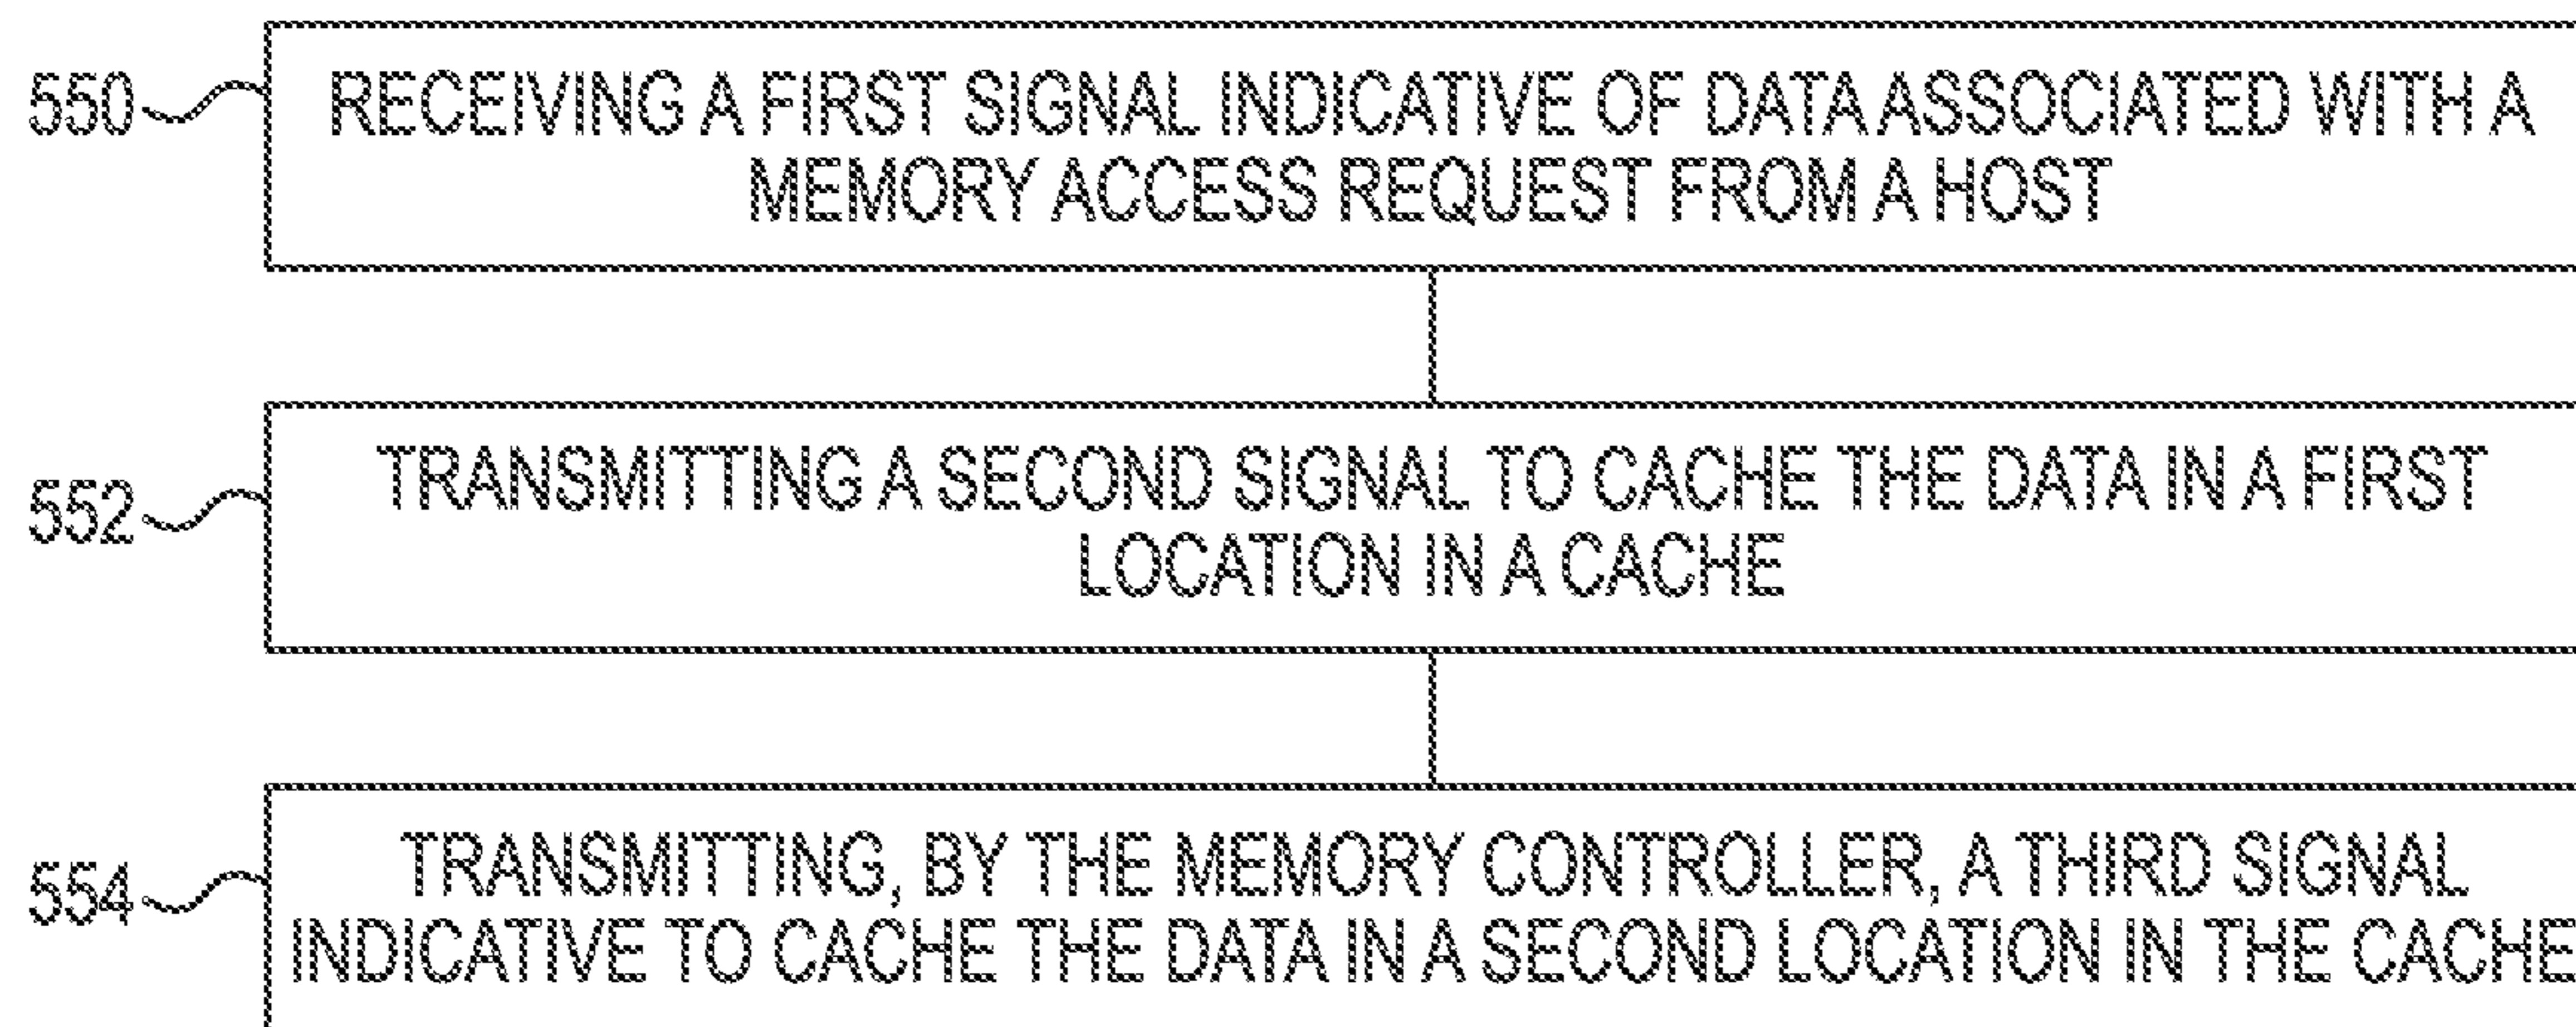 550
RECEIVING A FIRST SIGNAL INDICATIVE OF DATA ASSOCIATED WITH A
MEMORY ACCESS REQUEST FROM A HOST
552
TRANSMITTING A SECOND SIGNAL TO CACHE THE DATA IN A FIRST
LOCATION IN A CACHE
554
TRANSMITTING, BY THE MEMORY CONTROLLER, A THIRD SIGNAL
INDICATIVE TO CACHE THE DATA IN A SECOND LOCATION IN THE CACHE